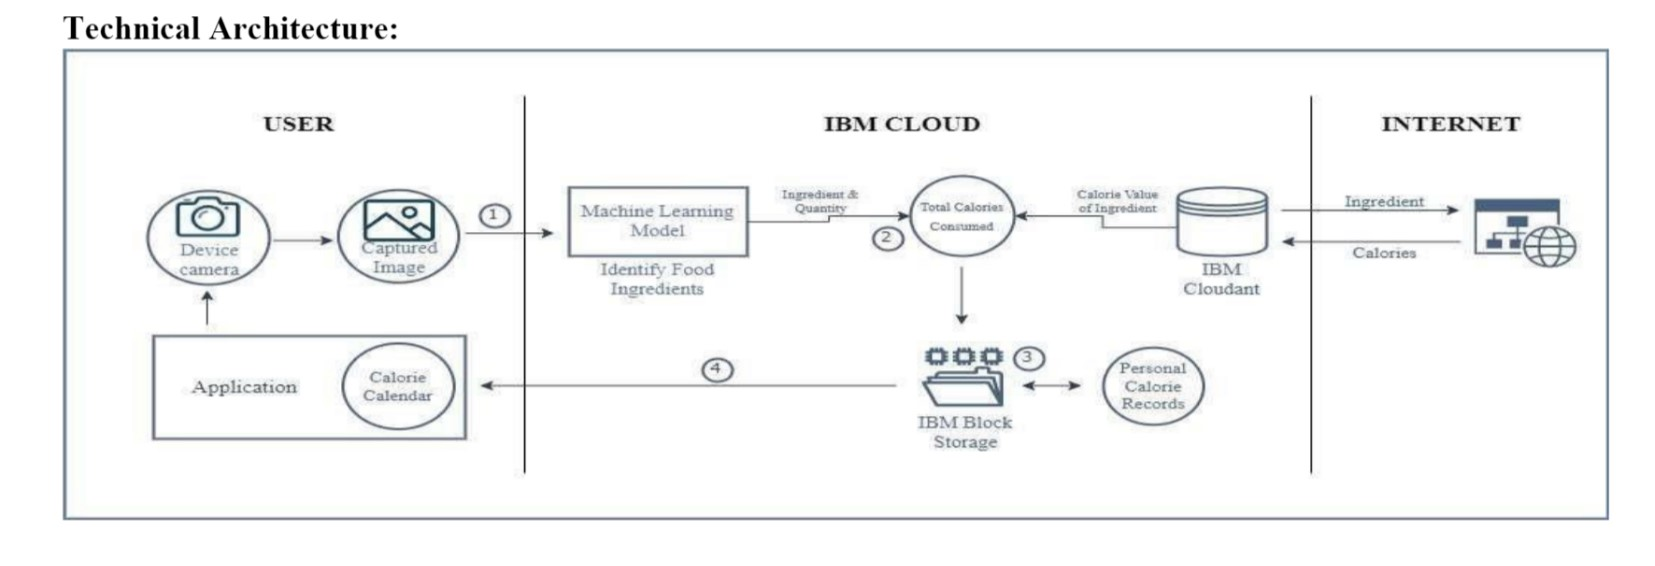 Technical Architecture:
USER
IBM CLOUD
INTERNET
Device
camera
Captured
Image
1
Machine Learning
Model
Identify Food
Ingredients
Ingredient &
Quantity
2
Total Calories
Consumed
Calorie Value
of Ingredient
IBM
Cloudant
Ingredient
Calories
Application
Calorie
Calendar
4
3
IBM Block
Storage
Personal
Calorie
Records